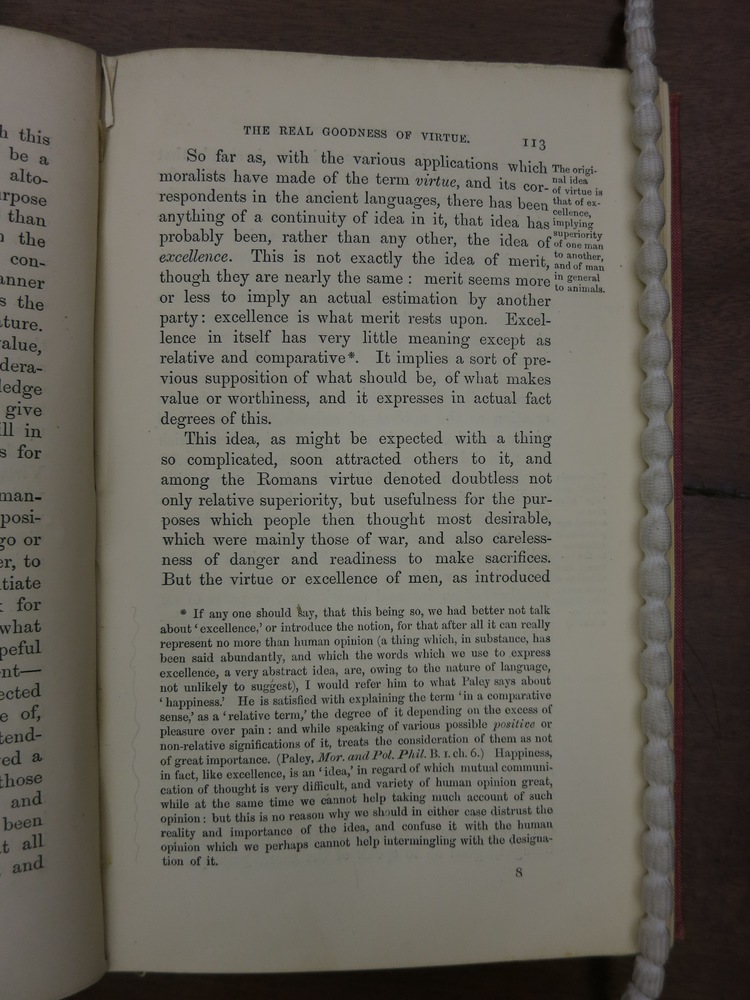 h this
be a
alto-
rpose
than
the
con-
anner
s the
ture.
value,
dera-
ledge
give
ll in
s for
man-
posi-
go or
er, to
tiate
for
what
peful
nt—
ected
e of,
tend-
ed a
those
and
been
t all
and
THE REAL GOODNESS OF VIRTUE. 113
So far as, with the various applications which
moralists have made of the term virtue, and its cor-
respondents in the ancient languages, there has been
anything of a continuity of idea in it, that idea has
probably been, rather than any other, the idea of
excellence. This is not exactly the idea of merit,
though they are nearly the same : merit seems more
or less to imply an actual estimation by another
party: excellence is what merit rests upon. Excel-
lence in itself has very little meaning except as
relative and comparative*. It implies a sort of pre-
vious supposition of what should be, of what makes
value or worthiness, and it expresses in actual fact
degrees of this.
The origi-
nal idea
of virtue is
that of ex-
cellence,
implying
superiority
of one man
to another,
and of man
in general
to animals.
This idea, as might be expected with a thing
so complicated, soon attracted others to it, and
among the Romans virtue denoted doubtless not
only relative superiority, but usefulness for the pur-
poses which people then thought most desirable,
which were mainly those of war, and also careless-
ness of danger and readiness to make sacrifices.
But the virtue or excellence of men, as introduced
* If any one should say, that this being so, we had better not talk
about 'excellence,' or introduce the notion, for that after all it can really
represent no more than human opinion (a thing which, in substance, has
been said abundantly, and which the words which we use to express
excellence, a very abstract idea, are, owing to the nature of language,
not unlikely to suggest), I would refer him to what Paley says about
'happiness.' He is satisfied with explaining the term 'in a comparative
sense,' as a 'relative term,' the degree of it depending on the excess of
pleasure over pain : and while speaking of various possible positive or
non-relative significations of it, treats the consideration of them as not
of great importance. (Paley, Mor. and Pol. Phil. B. I. ch. 6.) Happiness,
in fact, like excellence, is an 'idea,' in regard of which mutual communi-
cation of thought is very difficult, and variety of human opinion great,
while at the same time we cannot help taking much account of such
opinion : but this is no reason why we should in either case distrust the
reality and importance of the idea, and confuse it with the human
opinion which we perhaps cannot help intermingling with the designa-
tion of it.
8